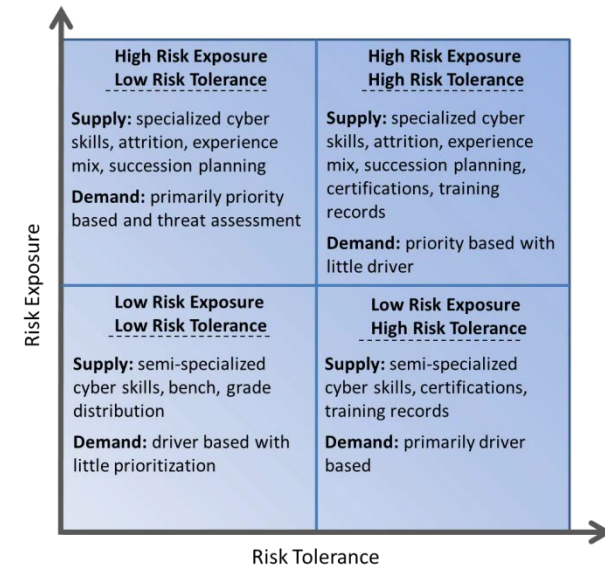 Risk Exposure
High Risk Exposure
Low Risk Tolerance
Supply: specialized cyber
skills, attrition, experience
mix, succession planning
Demand: primarily priority
based and threat assessment
High Risk Exposure
High Risk Tolerance
Supply: specialized cyber
skills, attrition, experience
mix, succession planning,
certifications, training
records
Demand: priority based with
little driver
Low Risk Exposure
Low Risk Tolerance
Supply: semi-specialized
cyber skills, bench, grade
distribution
Demand: driver based with
little prioritization
Low Risk Exposure
High Risk Tolerance
Supply: semi-specialized
cyber skills, certifications,
training records
Demand: primarily driver
based
Risk Tolerance